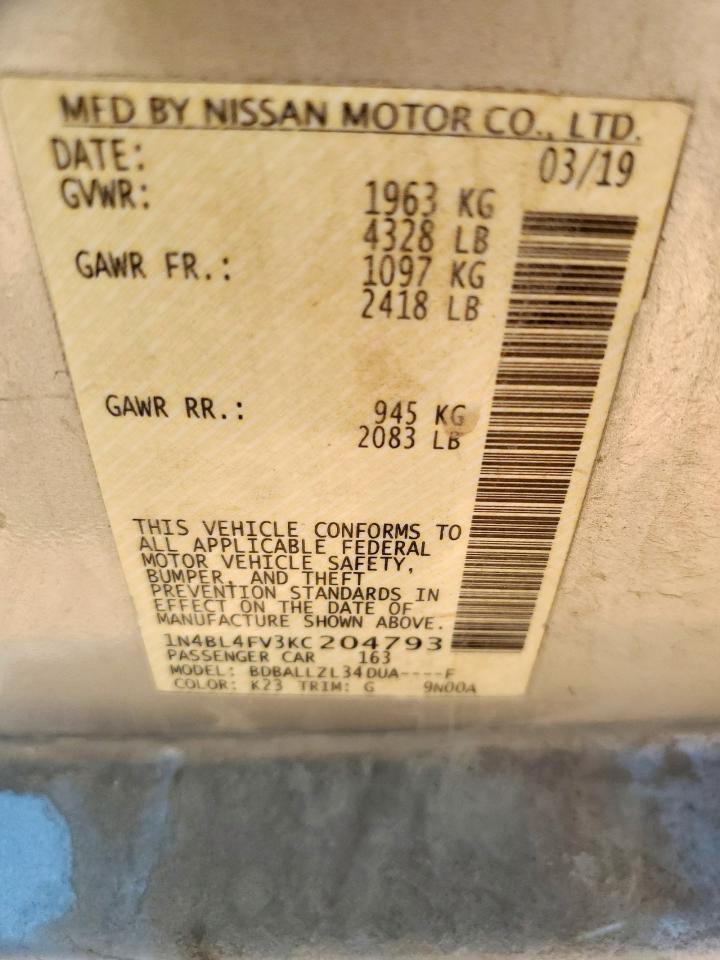 MFD BY NISSAN MOTOR CO., LTD.
DATE: 03/19
GVWR: 1963 KG
4328 LB
GAWR FR.: 1097 KG
2418 LB
GAWR RR.: 945 KG
2083 LB
THIS VEHICLE CONFORMS TO
ALL APPLICABLE FEDERAL
MOTOR VEHICLE SAFETY,
BUMPER, AND THEFT
PREVENTION STANDARDS IN
EFFECT ON THE DATE OF
MANUFACTURE SHOWN ABOVE.
1N4BL4FV3KC204793
PASSENGER CAR 163
MODEL: BDBALLZL34DUA----F
COLOR: K23 TRIM: G 9N00A